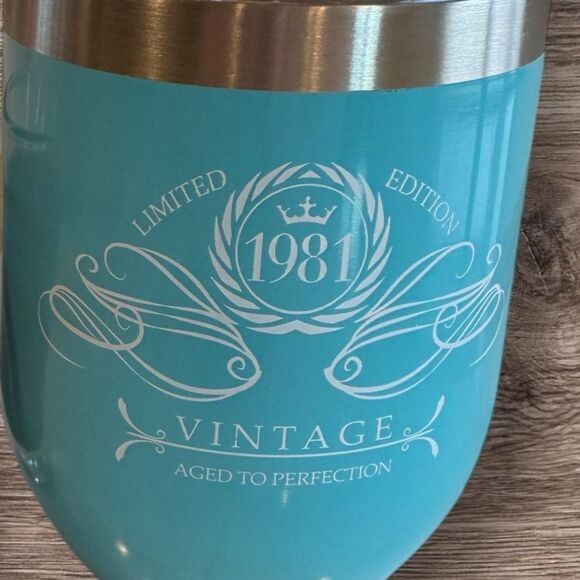 LIMITED EDITION
1981
VINTAGE
AGED TO PERFECTION